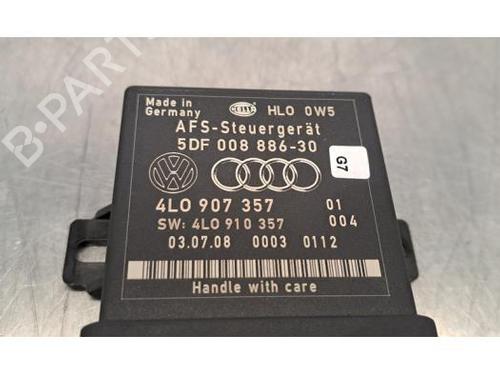 Made in
Germany
HELLA
HLO 0W5
AFS-Steuergerät
5DF 008 886-30
G7
4L0 907 357 01
SW: 4L0 910 357 004
03.07.08 0003 0112
Handle with care